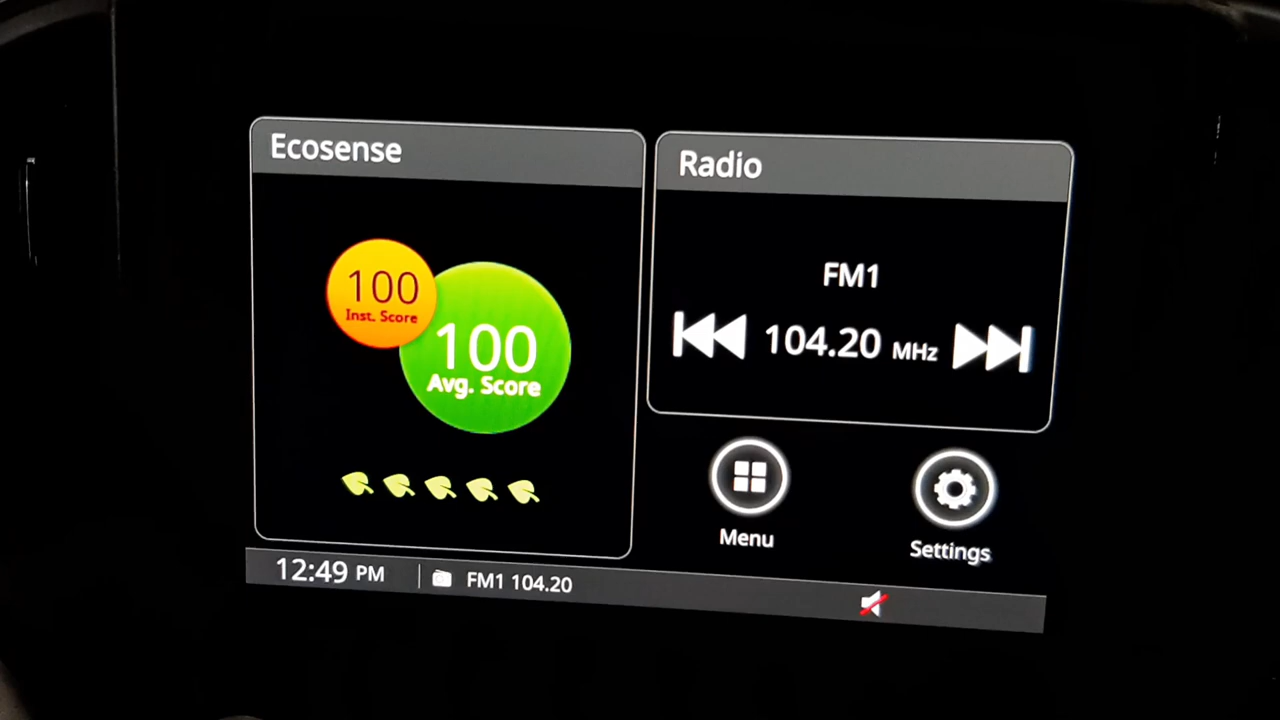 Ecosense
100
Inst. Score
100
Avg. Score
Radio
FM1
104.20 MHz
Menu
Settings
12:49 PM
FM1 104.20